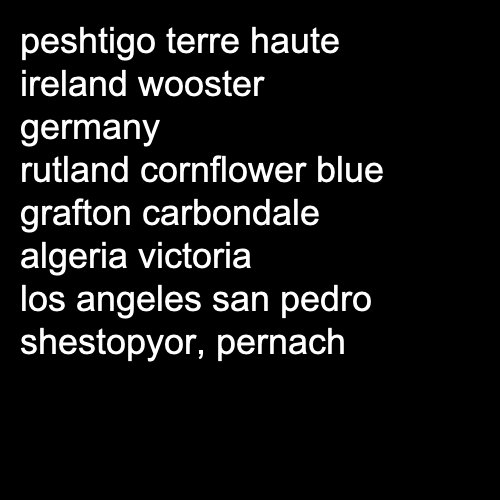 peshtigo terre haute
ireland wooster
germany
rutland cornflower blue
grafton carbondale
algeria victoria
los angeles san pedro
shestopyor, pernach